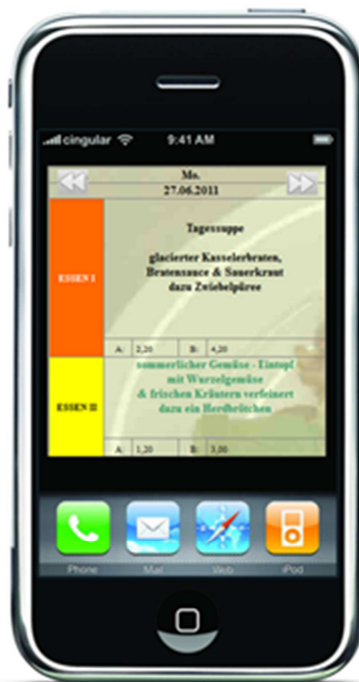 cingular 9:41 AM
Mo.
27.06.2011
Tagessuppe
glacierter Kasselerbraten,
Bratensauce & Sauerkraut
dazu Zwiebelpüree
ESSEN I
A: 2,20 B: 4,20
sommerlicher Gemüse - Eintopf
mit Wurzelgemüse
& frischen Kräutern verfeinert
dazu ein Herdbrötchen
ESSEN II
A: 1,20 B: 3,00
Phone Mail Web iPod